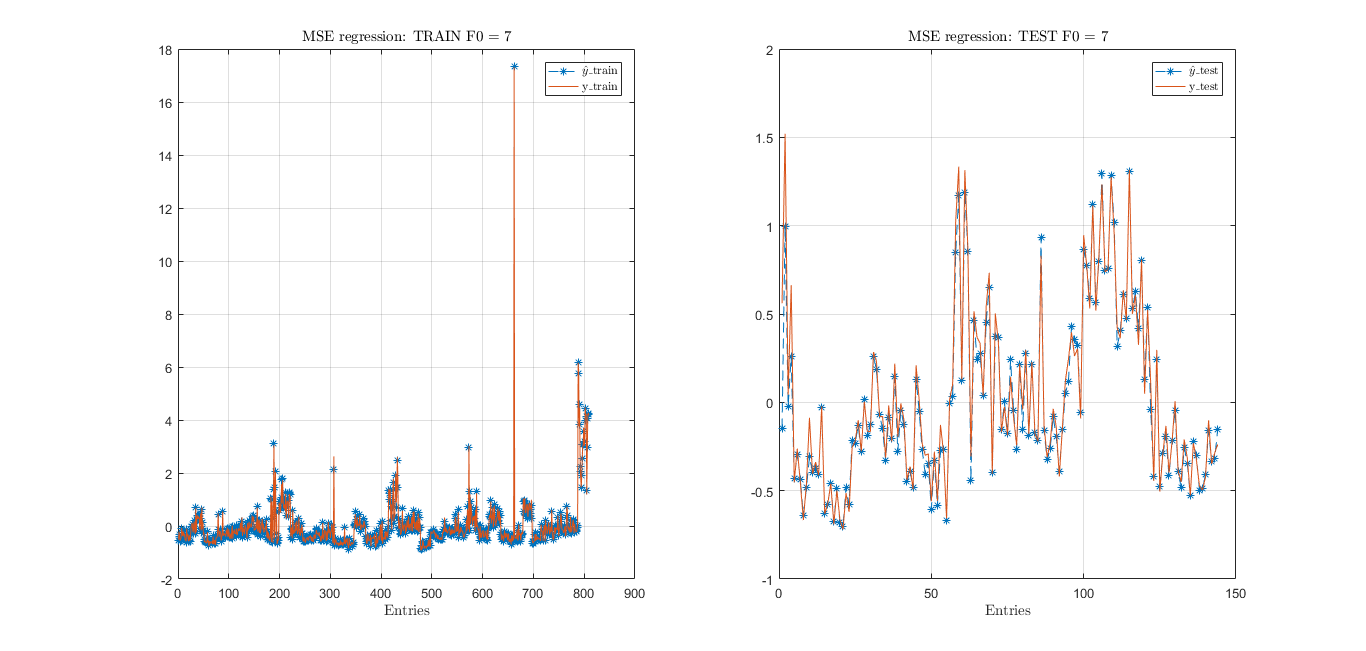 MSE regression: TRAIN F0 = 7
18
16
14
12
10
8
6
4
2
0
-2
0 100 200 300 400 500 600 700 800 900
Entries
ŷ_train
y_train
MSE regression: TEST F0 = 7
2
1.5
1
0.5
0
-0.5
-1
0 50 100 150
Entries
ŷ_test
y_test